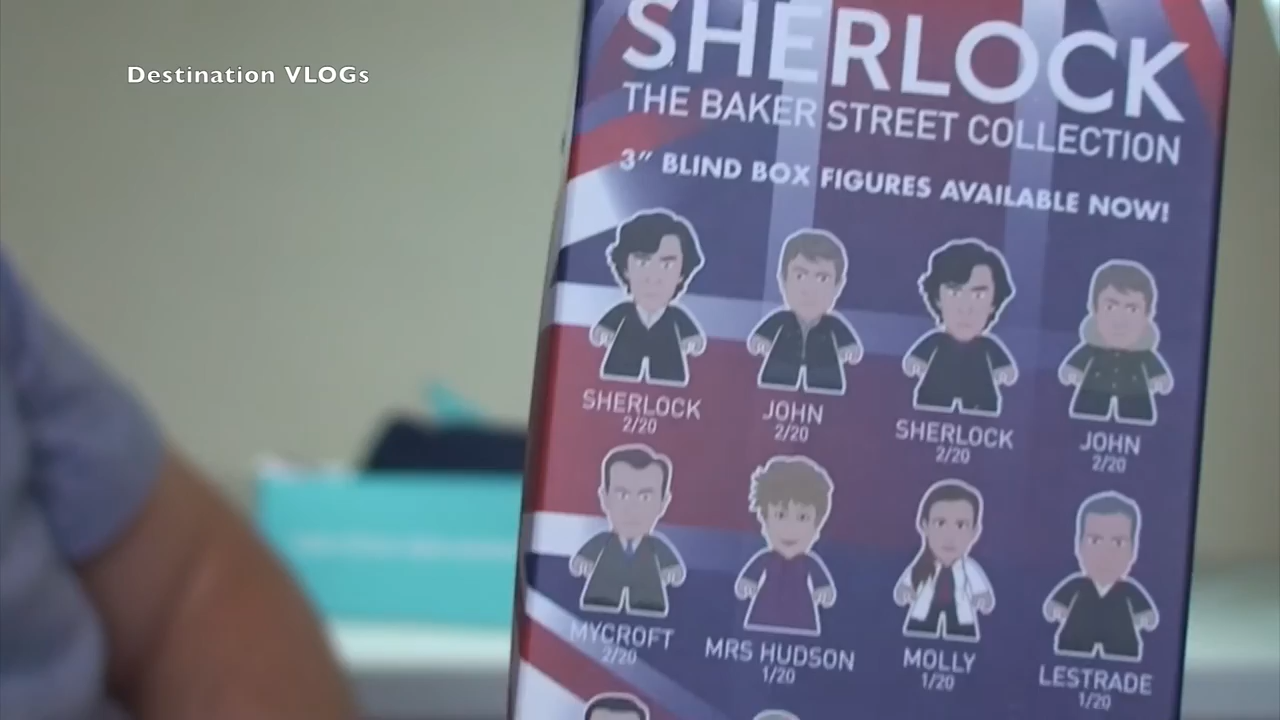 Destination VLOGs
SHERLOCK
THE BAKER STREET COLLECTION
3" BLIND BOX FIGURES AVAILABLE NOW!
SHERLOCK
2/20
JOHN
2/20
SHERLOCK
2/20
JOHN
2/20
MYCROFT
2/20
MRS HUDSON
1/20
MOLLY
1/20
LESTRADE
1/20